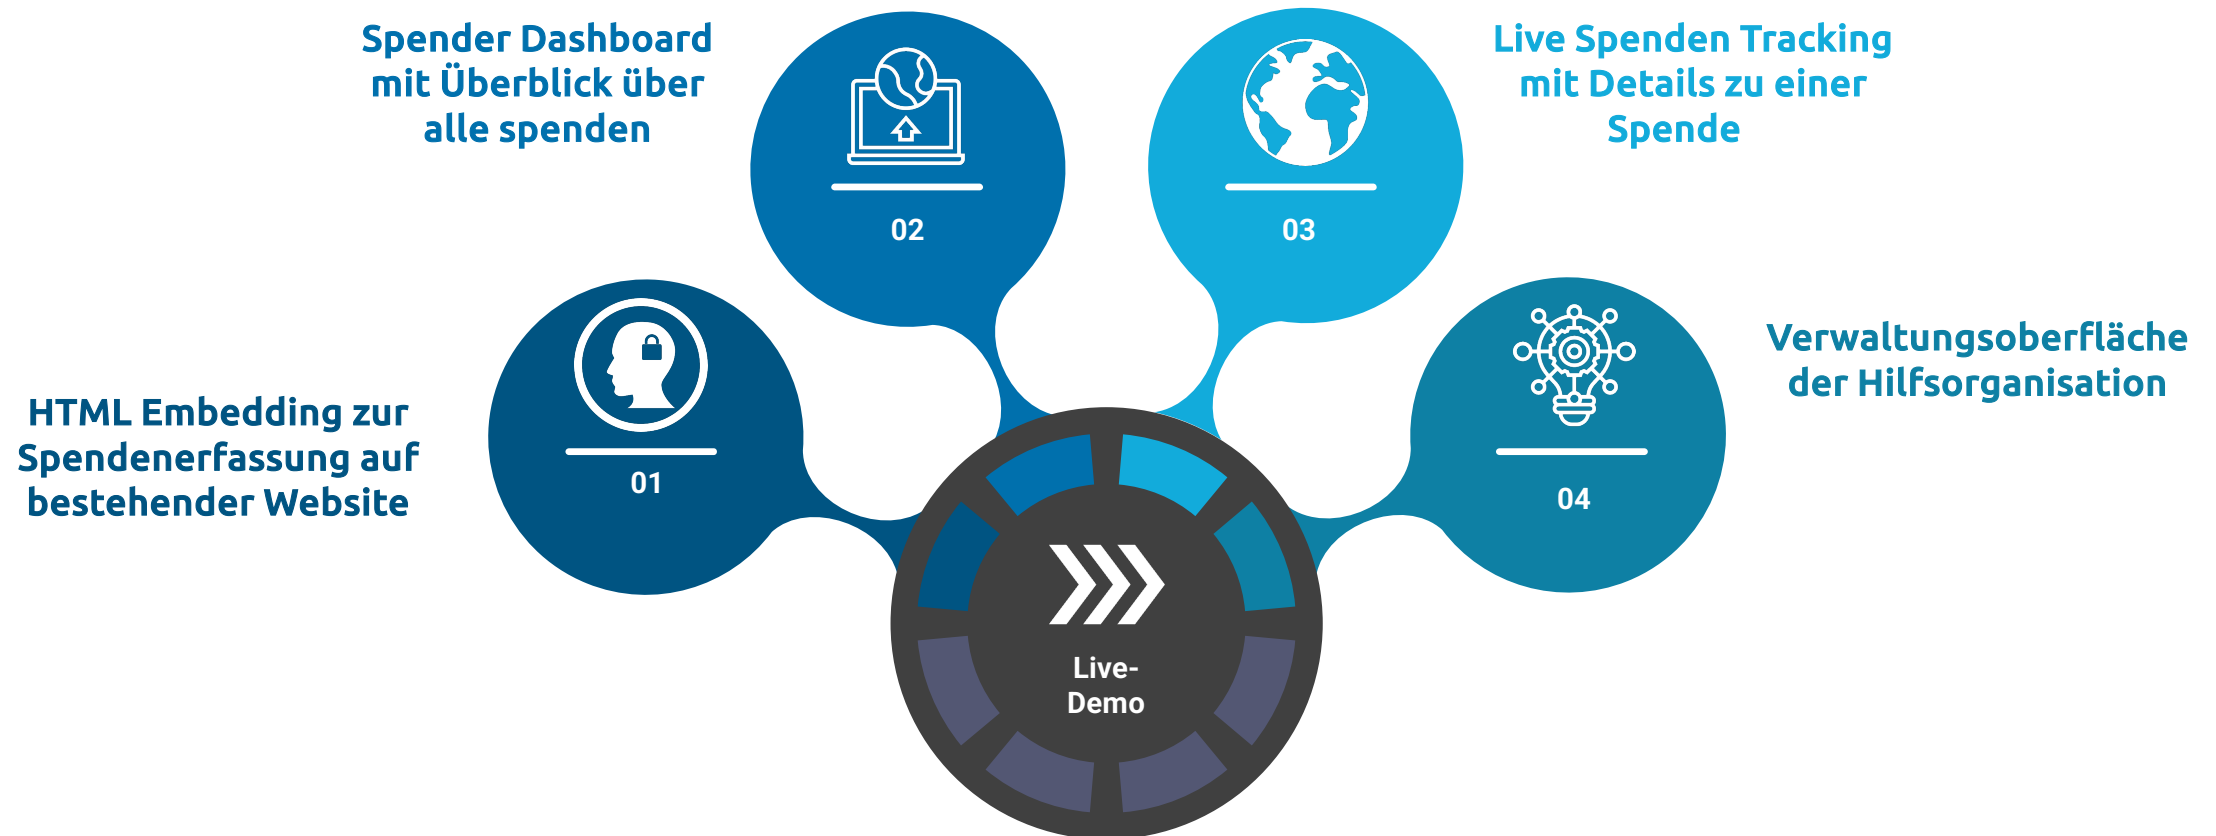 HTML Embedding zur
Spendenerfassung auf
bestehender Website
01
Spender Dashboard
mit Überblick über
alle spenden
02
Live Spenden Tracking
mit Details zu einer
Spende
03
Verwaltungsoberfläche
der Hilfsorganisation
04
Live-
Demo